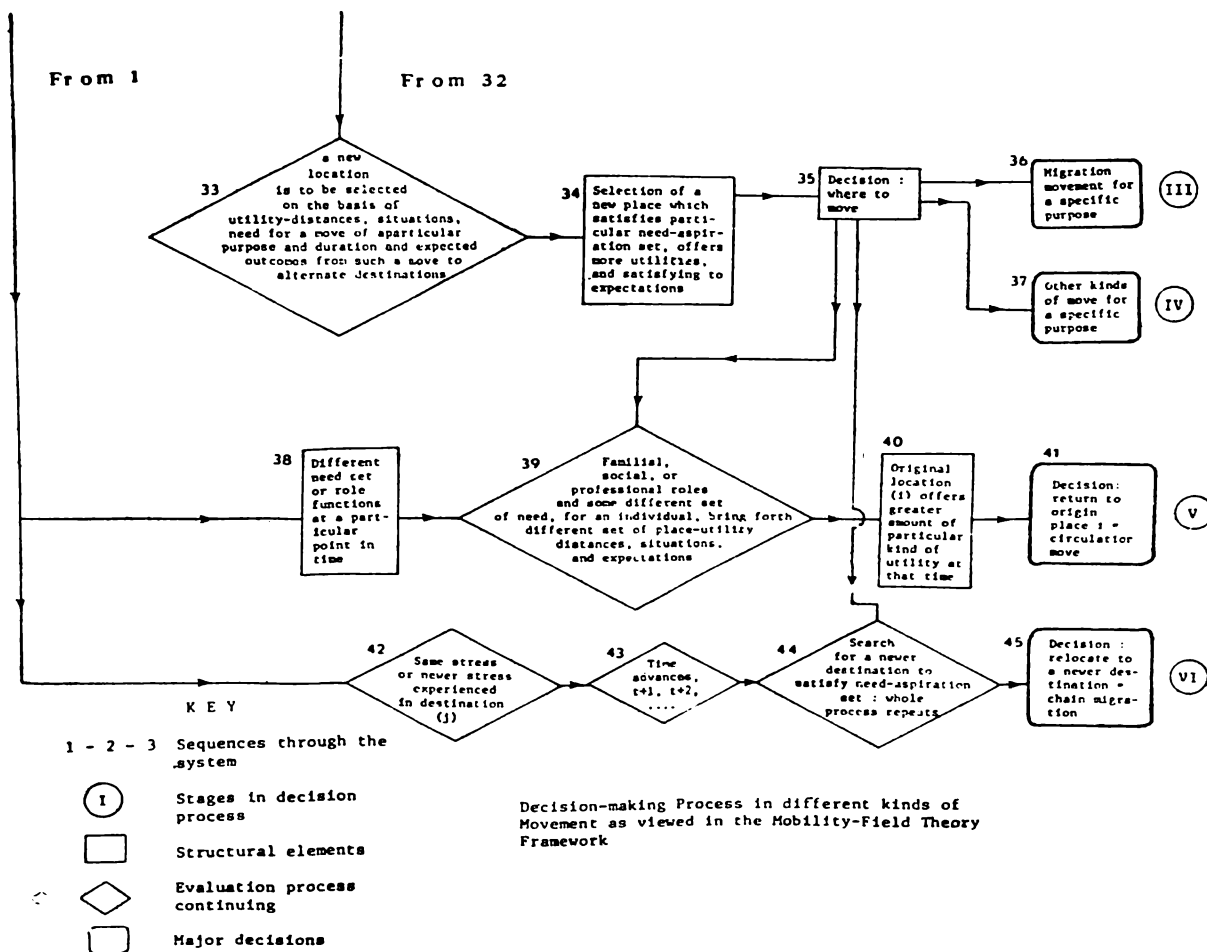 From 1
From 32
33
a new
location
is to be selected
on the basis of
utility-distances, situations,
need for a move of aparticular
purpose and duration and expected
outcomes from such a move to
alternate destinations
34
Selection of a
new place which
satisfies parti-
cular need-aspir-
ation set, offers
more utilities,
and satisfying to
expectations
35
Decision :
where to
move
36
Migration
movement for
a specific
purpose
III
37
Other kinds
of move for
a specific
purpose
IV
38
Different
need set
or role
functions
at a part-
icular
point in
time
39
Familial,
social, or
professional roles
and some different set
of need, for an individual, bring forth
different set of place-utility
distances, situations,
and expectations
40
Original
location
(i) offers
greater
amount of
particular
kind of
utility at
that time
41
Decision:
return to
origin
place i =
circulation
move
V
42
Same stress
or newer stress
experienced
in destination
(j)
43
Time
advances,
t+1, t+2,
....
44
Search
for a newer
destination to
satisfy need-aspiration
set : whole
process repeats
45
Decision :
relocate to
a newer des-
tination =
chain migra-
tion
VI
KEY
1 - 2 - 3 Sequences through the
system
I Stages in decision
process
Structural elements
Evaluation process
continuing
Major decisions
Decision-making Process in different kinds of
Movement as viewed in the Mobility-Field Theory
Framework